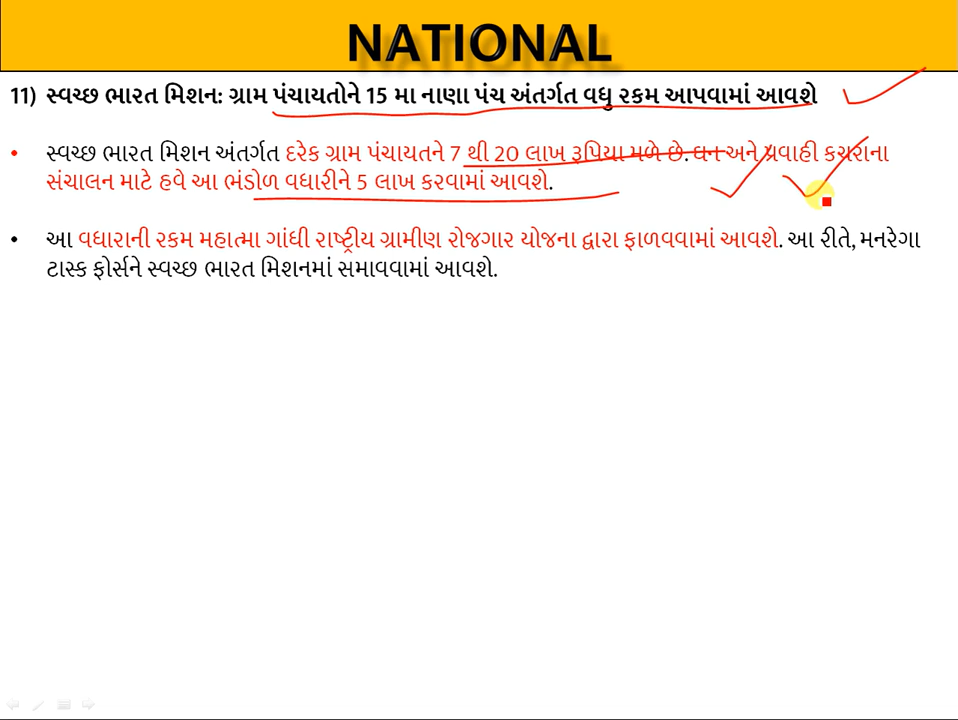 NATIONAL
11) સ્વચ્છ ભારત મિશન: ગ્રામ પંચાયતોને 15 મા નાણા પંચ અંતર્ગત વધુ રકમ આપવામાં આવશે
• સ્વચ્છ ભારત મિશન અંતર્ગત દરેક ગ્રામ પંચાયતને 7 થી 20 લાખ રૂપિયા મળે છે. ઘન અને પ્રવાહી કચરાના
સંચાલન માટે હવે આ ભંડોળ વધારીને 5 લાખ કરવામાં આવશે.
• આ વધારાની રકમ મહાત્મા ગાંધી રાષ્ટ્રીય ગ્રામીણ રોજગાર યોજના દ્વારા ફાળવવામાં આવશે. આ રીતે, મનરેગા
ટાસ્ક ફોર્સને સ્વચ્છ ભારત મિશનમાં સમાવવામાં આવશે.